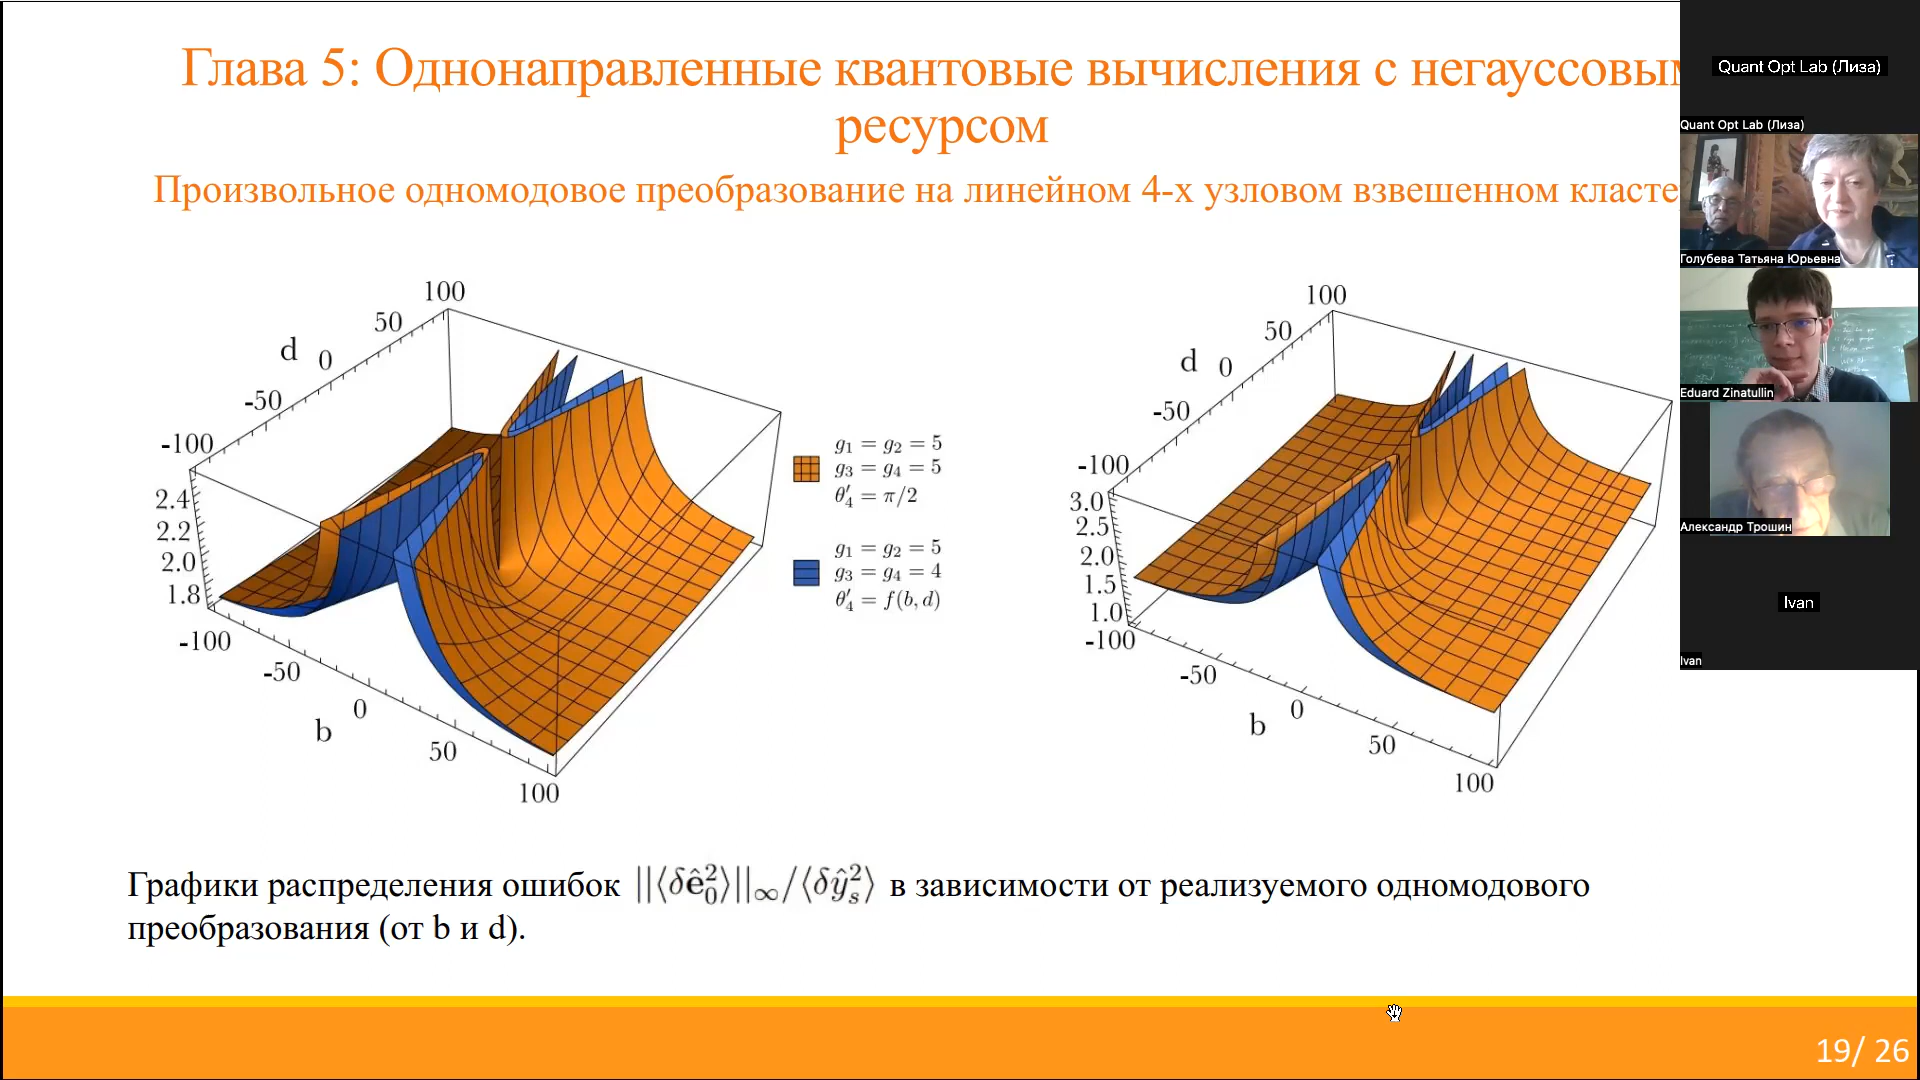 Глава 5: Однонаправленные квантовые вычисления с негауссовым
ресурсом
Произвольное одномодовое преобразование на линейном 4-х узловом взвешенном класте
100
50
d
0
-50
-100
2.4
2.2
2.0
1.8
-100
-50
0
b
50
100
g₁ = g₂ = 5
g₃ = g₄ = 5
θ′₄ = π/2
g₁ = g₂ = 5
g₃ = g₄ = 4
θ′₄ = f(b, d)
100
50
d
0
-50
-100
3.0
2.5
2.0
1.5
1.0
-100
-50
0
b
50
100
Графики распределения ошибок ||⟨δê₀²⟩||∞/⟨δŷₛ²⟩ в зависимости от реализуемого одномодового
преобразования (от b и d).
19/ 26
Quant Opt Lab (Лиза)
Quant Opt Lab (Лиза)
Голубева Татьяна Юрьевна
Eduard Zinatullin
Александр Трошин
Ivan
Ivan